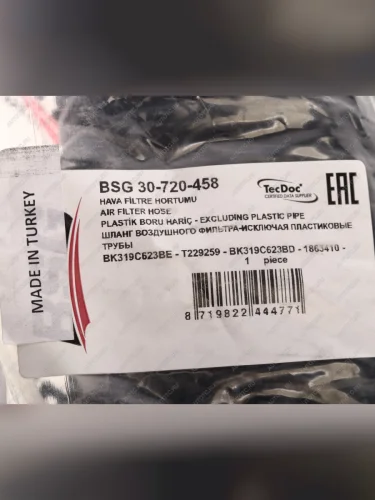 BSG 30-720-458
HAVA FİLTRE HORTUMU
AIR FILTER HOSE
PLASTİK BORU HARİÇ - EXCLUDING PLASTIC PIPE
ШЛАНГ ВОЗДУШНОГО ФИЛЬТРА-ИСКЛЮЧАЯ ПЛАСТИКОВЫЕ
ТРУБЫ
BK319C623BE - T229259 - BK319C623BD - 1863410 -
1 piece
8 719822 444771
TecDoc
CERTIFIED DATA SUPPLIER
EAC
MADE IN TURKEY